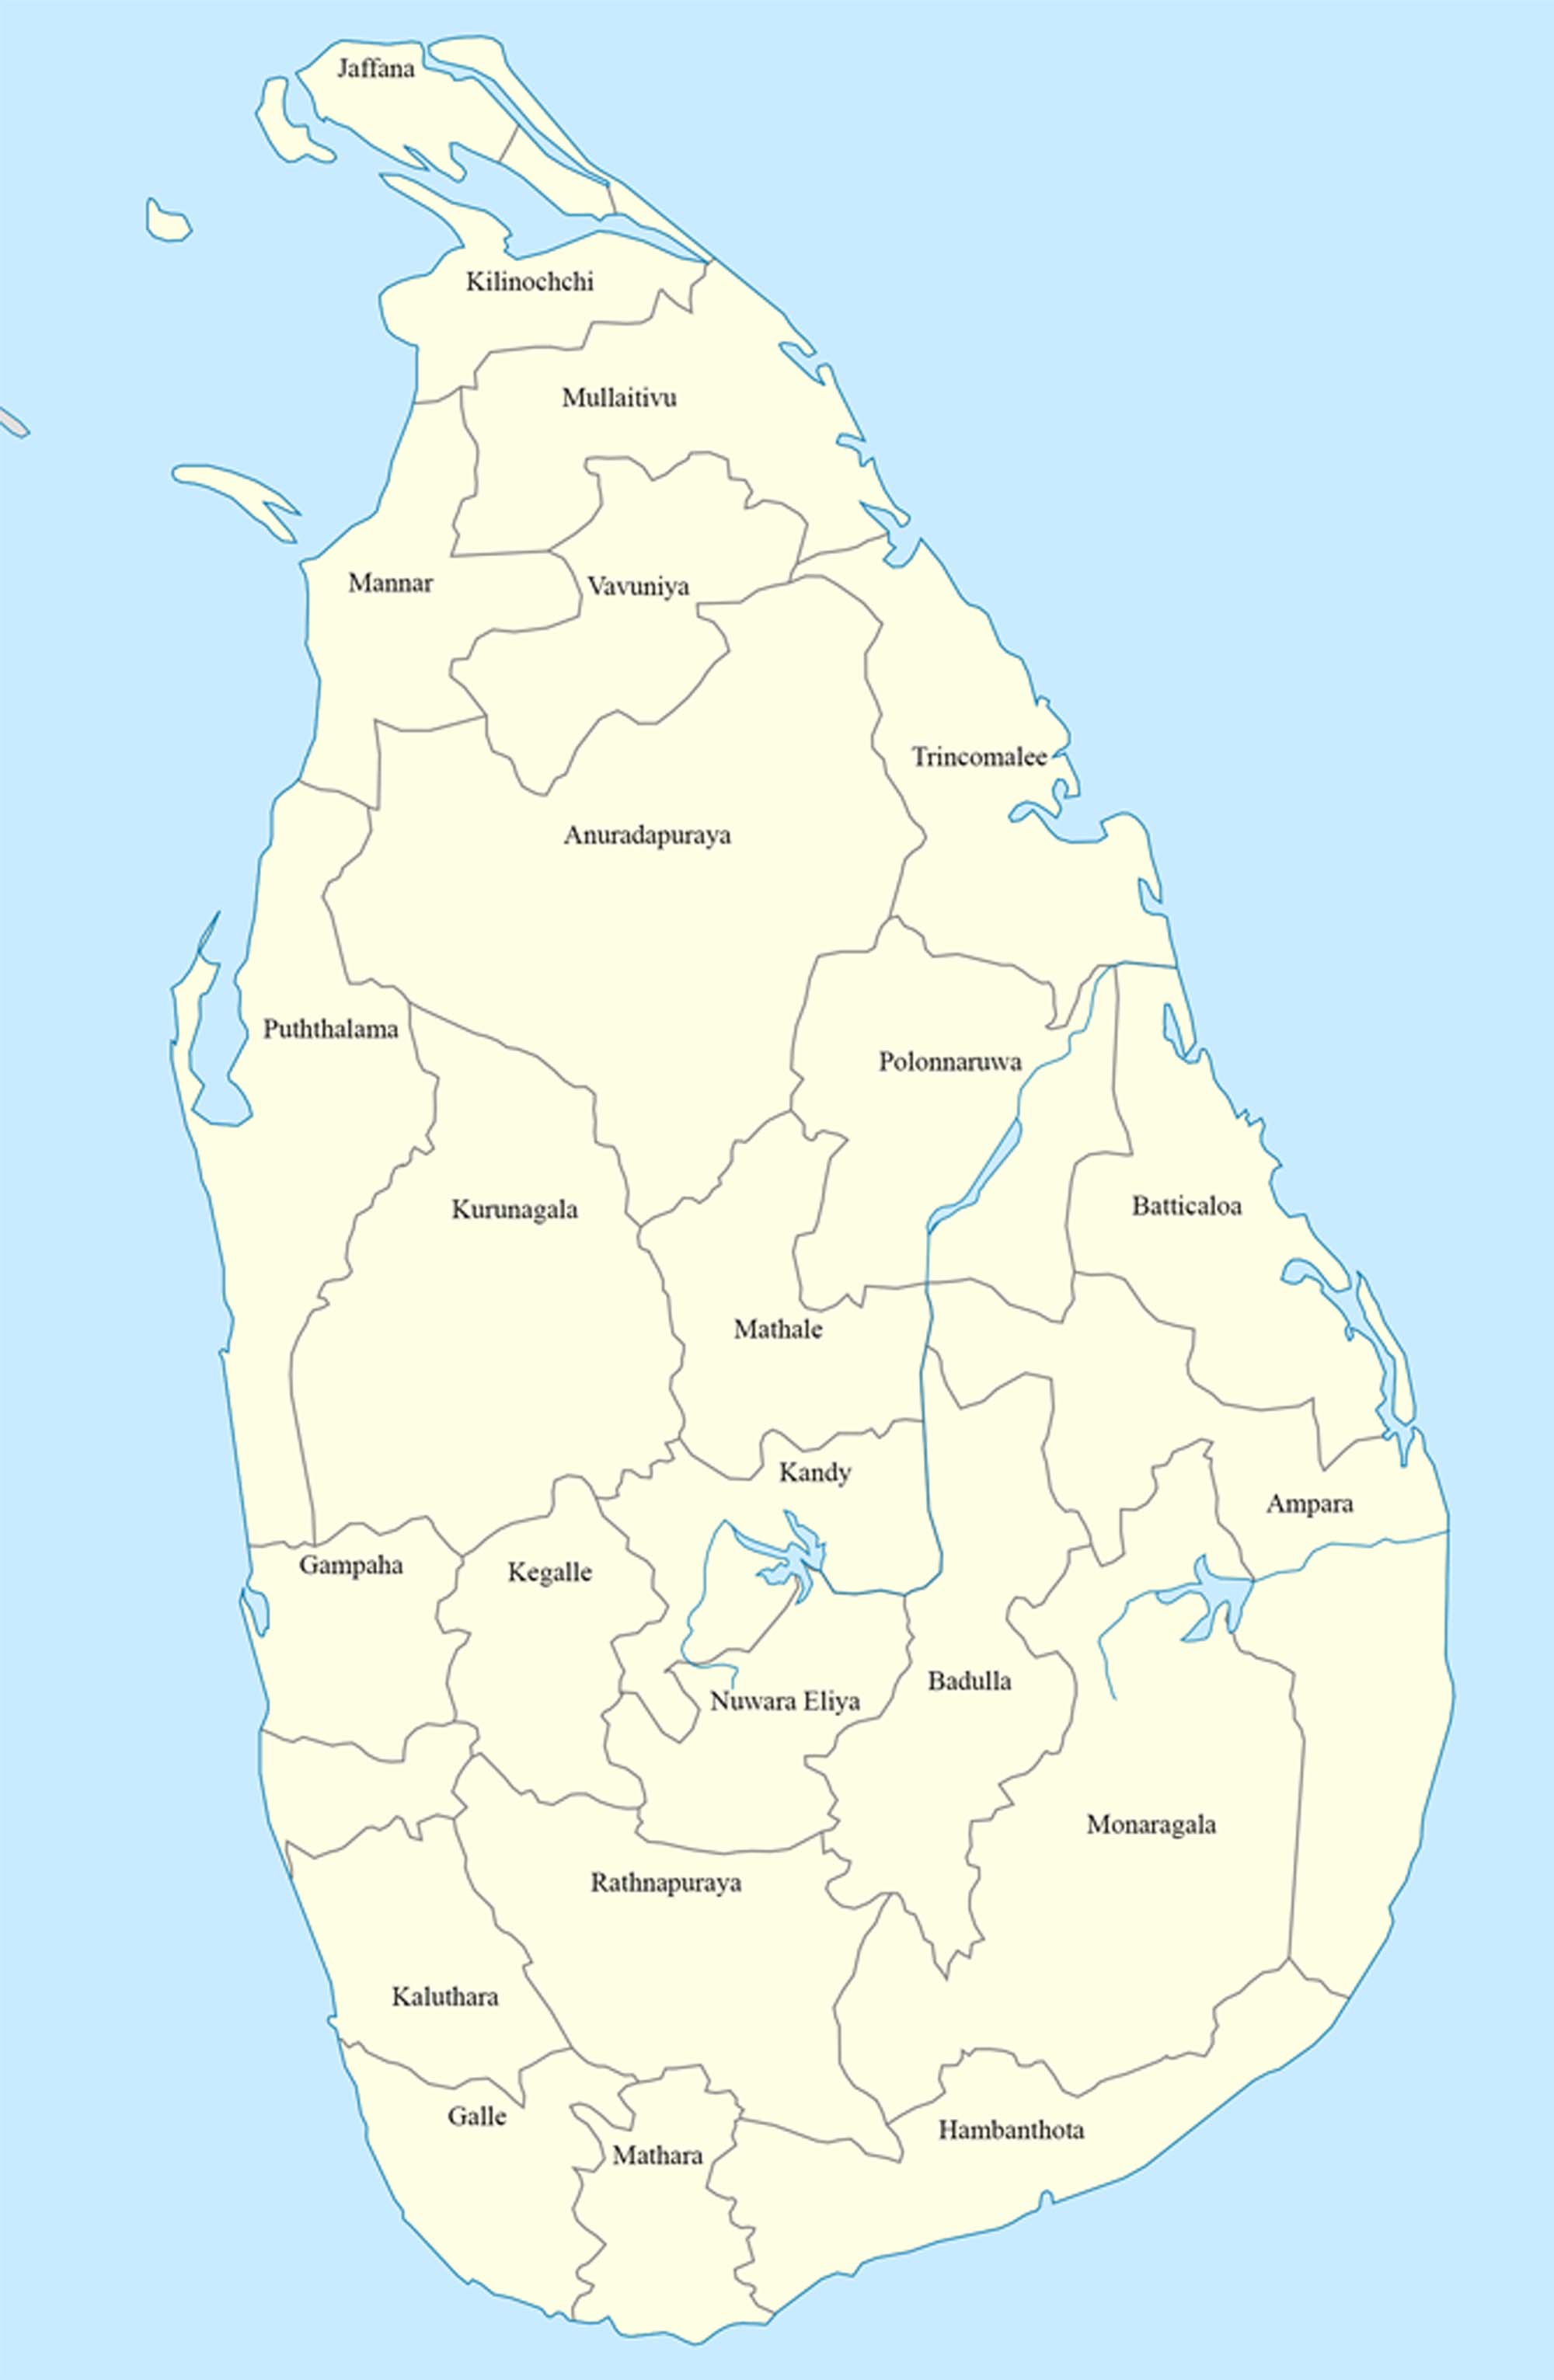 Jaffana
Kilinochchi
Mullaitivu
Mannar
Vavuniya
Trincomalee
Anuradapuraya
Puththalama
Polonnaruwa
Kurunagala
Batticaloa
Mathale
Kandy
Ampara
Gampaha
Kegalle
Badulla
Nuwara Eliya
Monaragala
Rathnapuraya
Kaluthara
Galle
Hambanthota
Mathara